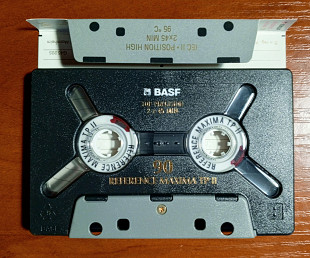 IEC II · POSITION HIGH
2x45 MIN
95 °C
BASF
REFERENCE MAXIMA TP II
REFERENCE MAXIMA TP II
90
REFERENCE MAXIMA TP II